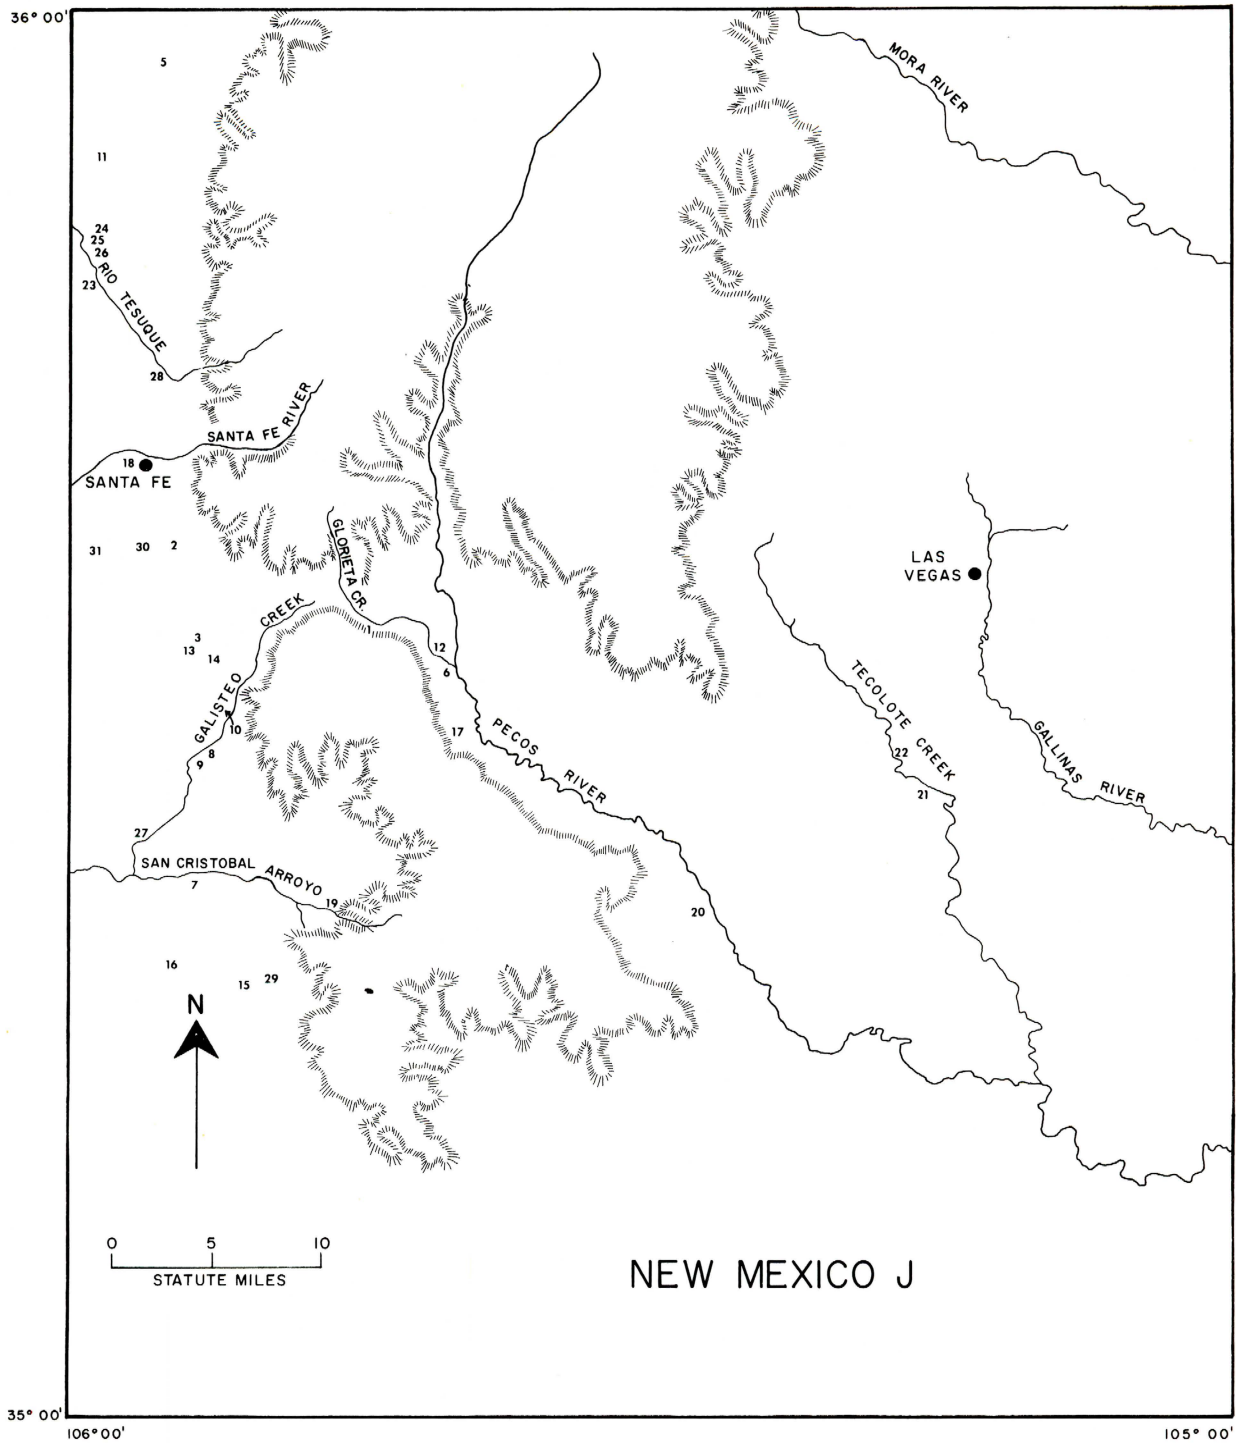 36° 00'
5
MORA RIVER
11
24
25
26
23
RIO TESUQUE
28
SANTA FE RIVER
18
SANTA FE
31
30
2
GLORIETA CR.
LAS
VEGAS
GALISTEO CREEK
1
3
13
14
12
6
10
8
9
17
PECOS RIVER
TECOLOTE CREEK
22
21
GALLINAS RIVER
27
SAN CRISTOBAL ARROYO
7
19
20
16
15
29
N
0 5 10
STATUTE MILES
NEW MEXICO J
35° 00'
106°00'
105° 00'